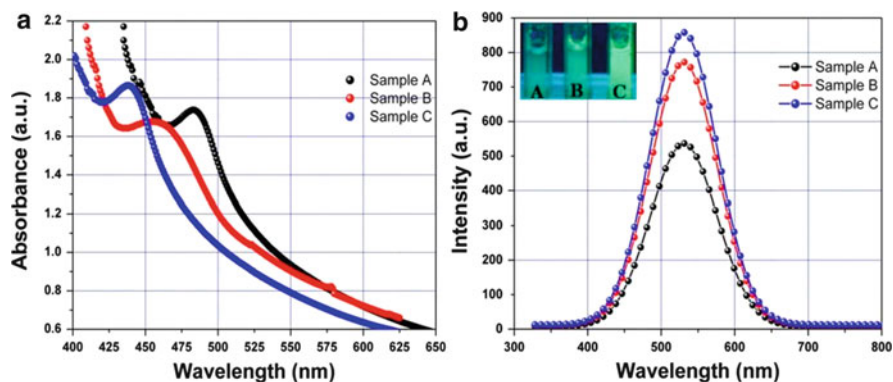 a
Absorbance (a.u.)
2.2
2.0
1.8
1.6
1.4
1.2
1.0
0.8
0.6
400 425 450 475 500 525 550 575 600 625 650
Wavelength (nm)
Sample A
Sample B
Sample C
b
Intensity (a.u.)
900
800
700
600
500
400
300
200
100
0
300 400 500 600 700 800
Wavelength (nm)
A B C
Sample A
Sample B
Sample C